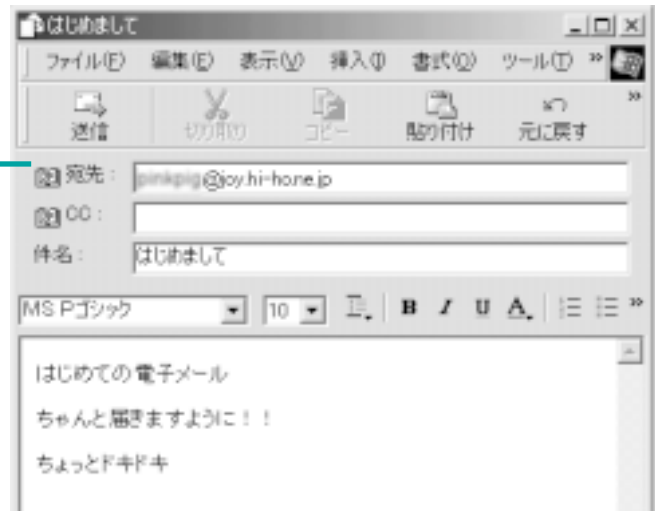 はじめまして
ファイル(F) 編集(E) 表示(V) 挿入(I) 書式(O) ツール(T) »
送信 切り取り コピー 貼り付け 元に戻す »
宛先：@joy.hi-ho.ne.jp
CC：
件名：はじめまして
MS Pゴシック 10 B I U A »
はじめての電子メール
ちゃんと届きますように！！
ちょっとドキドキ